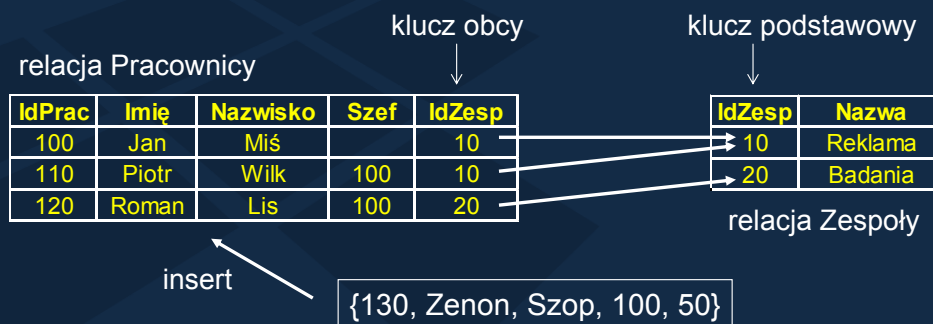 klucz obcy klucz podstawowy
relacja Pracownicy
IdPrac Imię Nazwisko Szef IdZesp
100 Jan Miś 10
110 Piotr Wilk 100 10
120 Roman Lis 100 20
IdZesp Nazwa
10 Reklama
20 Badania
relacja Zespoły
insert
{130, Zenon, Szop, 100, 50}